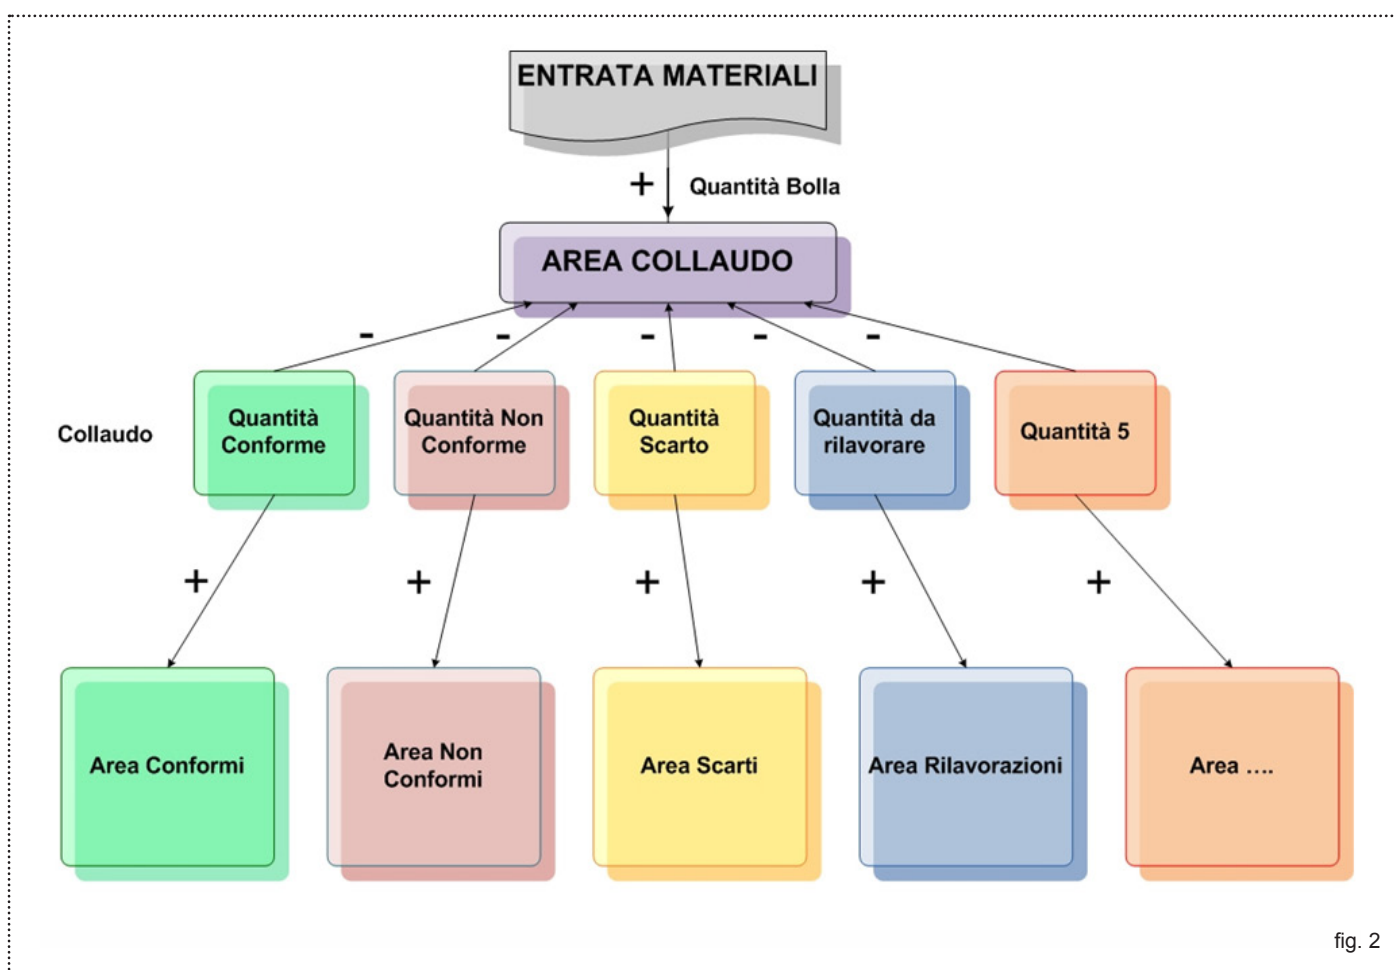 ENTRATA MATERIALI
+ Quantità Bolla
AREA COLLAUDO
- - - - -
Collaudo
Quantità
Conforme
Quantità Non
Conforme
Quantità
Scarto
Quantità da
rilavorare
Quantità 5
+ + + + +
Area Conformi
Area Non
Conformi
Area Scarti
Area Rilavorazioni
Area ....
fig. 2